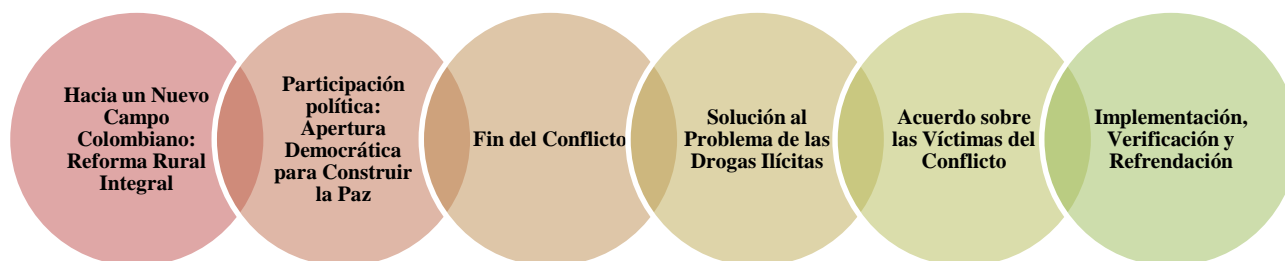 Hacia un Nuevo
Campo
Colombiano:
Reforma Rural
Integral
Participación
política:
Apertura
Democrática
para Construir
la Paz
Fin del Conflicto
Solución al
Problema de las
Drogas Ilícitas
Acuerdo sobre
las Víctimas del
Conflicto
Implementación,
Verificación y
Refrendación